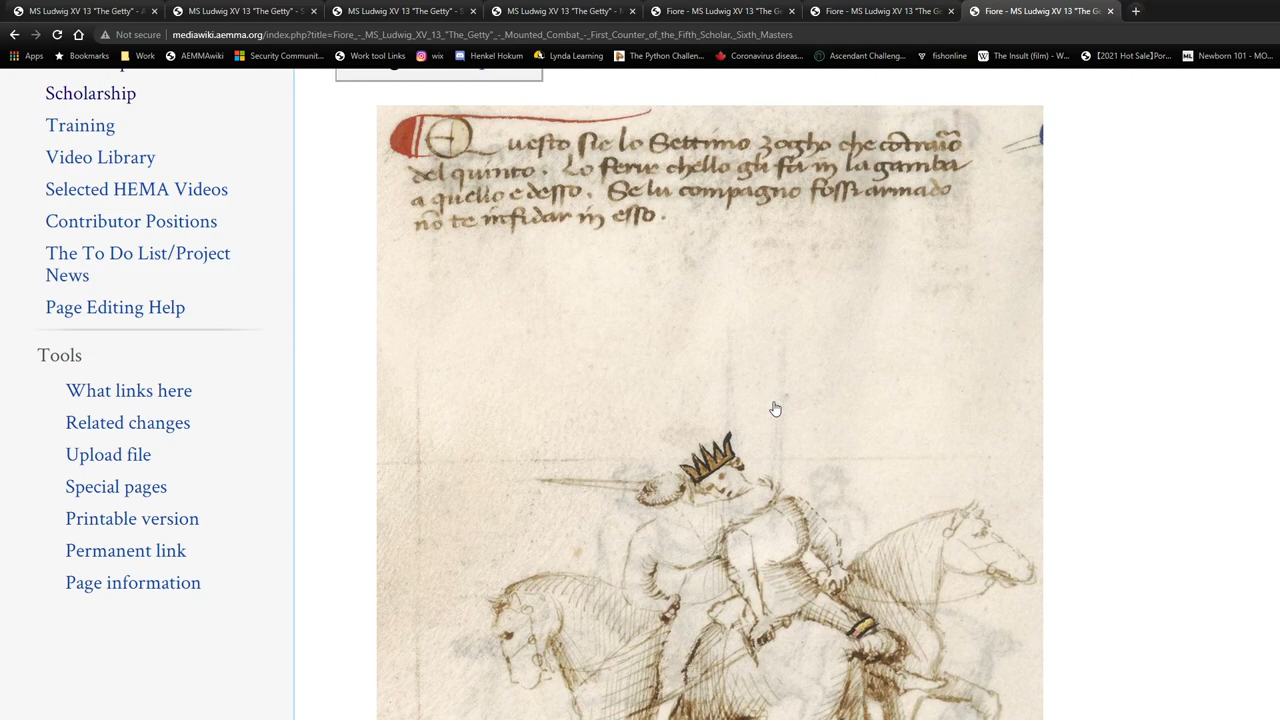 MS Ludwig XV 13 "The Getty" - A
MS Ludwig XV 13 "The Getty" - S
MS Ludwig XV 13 "The Getty" - S
MS Ludwig XV 13 "The Getty" - M
Fiore - MS Ludwig XV 13 "The G
Fiore - MS Ludwig XV 13 "The Ge
Fiore - MS Ludwig XV 13 "The Ge
Not secure
mediawiki.aemma.org/index.php?title=Fiore_-_MS_Ludwig_XV_13_"The_Getty"_-_Mounted_Combat_-_First_Counter_of_the_Fifth_Scholar,_Sixth_Masters
Apps
Bookmarks
Work
AEMMAwiki
Security Communit...
Work tool Links
wix
Henkel Hokum
Lynda Learning
The Python Challen...
Coronavirus diseas...
Ascendant Challeng...
fishonline
The Insult (film) - W...
【2021 Hot Sale】Por...
Newborn 101 - MO...
Scholarship
Training
Video Library
Selected HEMA Videos
Contributor Positions
The To Do List/Project
News
Page Editing Help
Tools
What links here
Related changes
Upload file
Special pages
Printable version
Permanent link
Page information
Questo sie lo Settimo zogho che
del quinto. Lo ferir chello gli fa in la gamba
a quello e desso. Se lu compagno fossi armado
nō te infidar in esso.